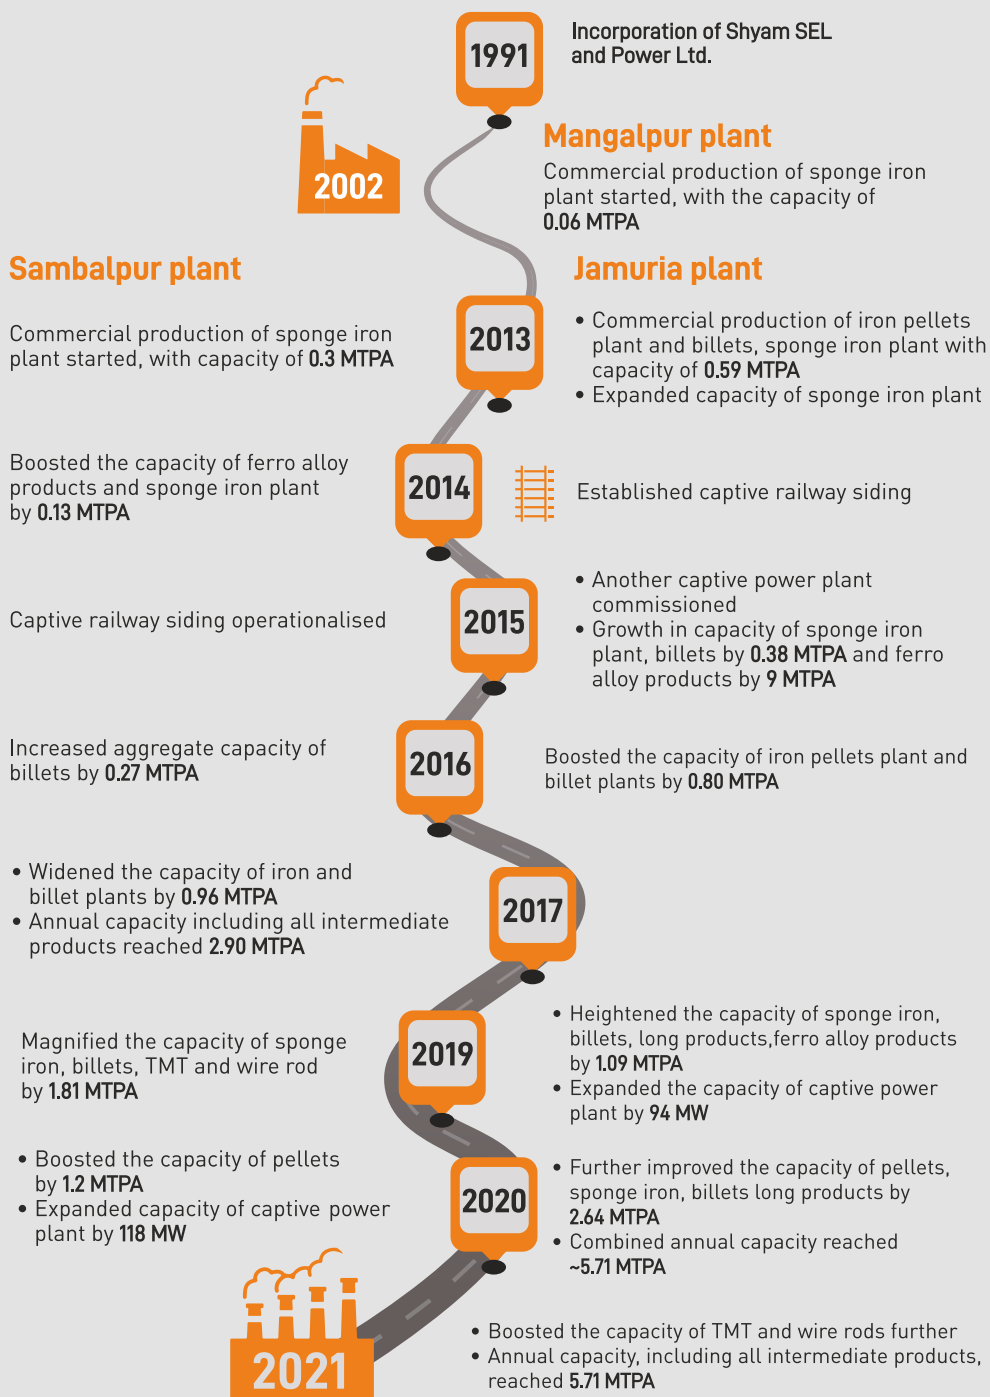 1991
Incorporation of Shyam SEL
and Power Ltd.
2002
Mangalpur plant
Commercial production of sponge iron
plant started, with the capacity of
0.06 MTPA
Sambalpur plant
Jamuria plant
Commercial production of sponge iron
plant started, with capacity of 0.3 MTPA
2013
• Commercial production of iron pellets
plant and billets, sponge iron plant with
capacity of 0.59 MTPA
• Expanded capacity of sponge iron plant
Boosted the capacity of ferro alloy
products and sponge iron plant
by 0.13 MTPA
2014
Established captive railway siding
Captive railway siding operationalised
2015
• Another captive power plant
commissioned
• Growth in capacity of sponge iron
plant, billets by 0.38 MTPA and ferro
alloy products by 9 MTPA
Increased aggregate capacity of
billets by 0.27 MTPA
2016
Boosted the capacity of iron pellets plant and
billet plants by 0.80 MTPA
• Widened the capacity of iron and
billet plants by 0.96 MTPA
• Annual capacity including all intermediate
products reached 2.90 MTPA
2017
Magnified the capacity of sponge
iron, billets, TMT and wire rod
by 1.81 MTPA
2019
• Heightened the capacity of sponge iron,
billets, long products,ferro alloy products
by 1.09 MTPA
• Expanded the capacity of captive power
plant by 94 MW
• Boosted the capacity of pellets
by 1.2 MTPA
• Expanded capacity of captive power
plant by 118 MW
2020
• Further improved the capacity of pellets,
sponge iron, billets long products by
2.64 MTPA
• Combined annual capacity reached
~5.71 MTPA
2021
• Boosted the capacity of TMT and wire rods further
• Annual capacity, including all intermediate products,
reached 5.71 MTPA